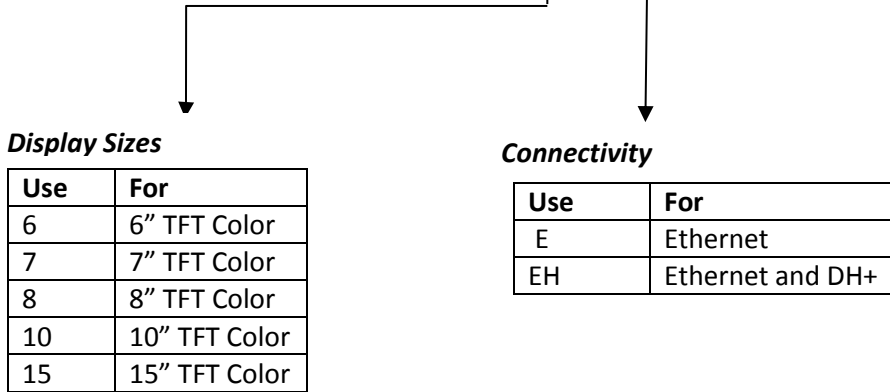 Display Sizes
Use For
6 6” TFT Color
7 7” TFT Color
8 8” TFT Color
10 10” TFT Color
15 15” TFT Color
Connectivity
Use For
E Ethernet
EH Ethernet and DH+